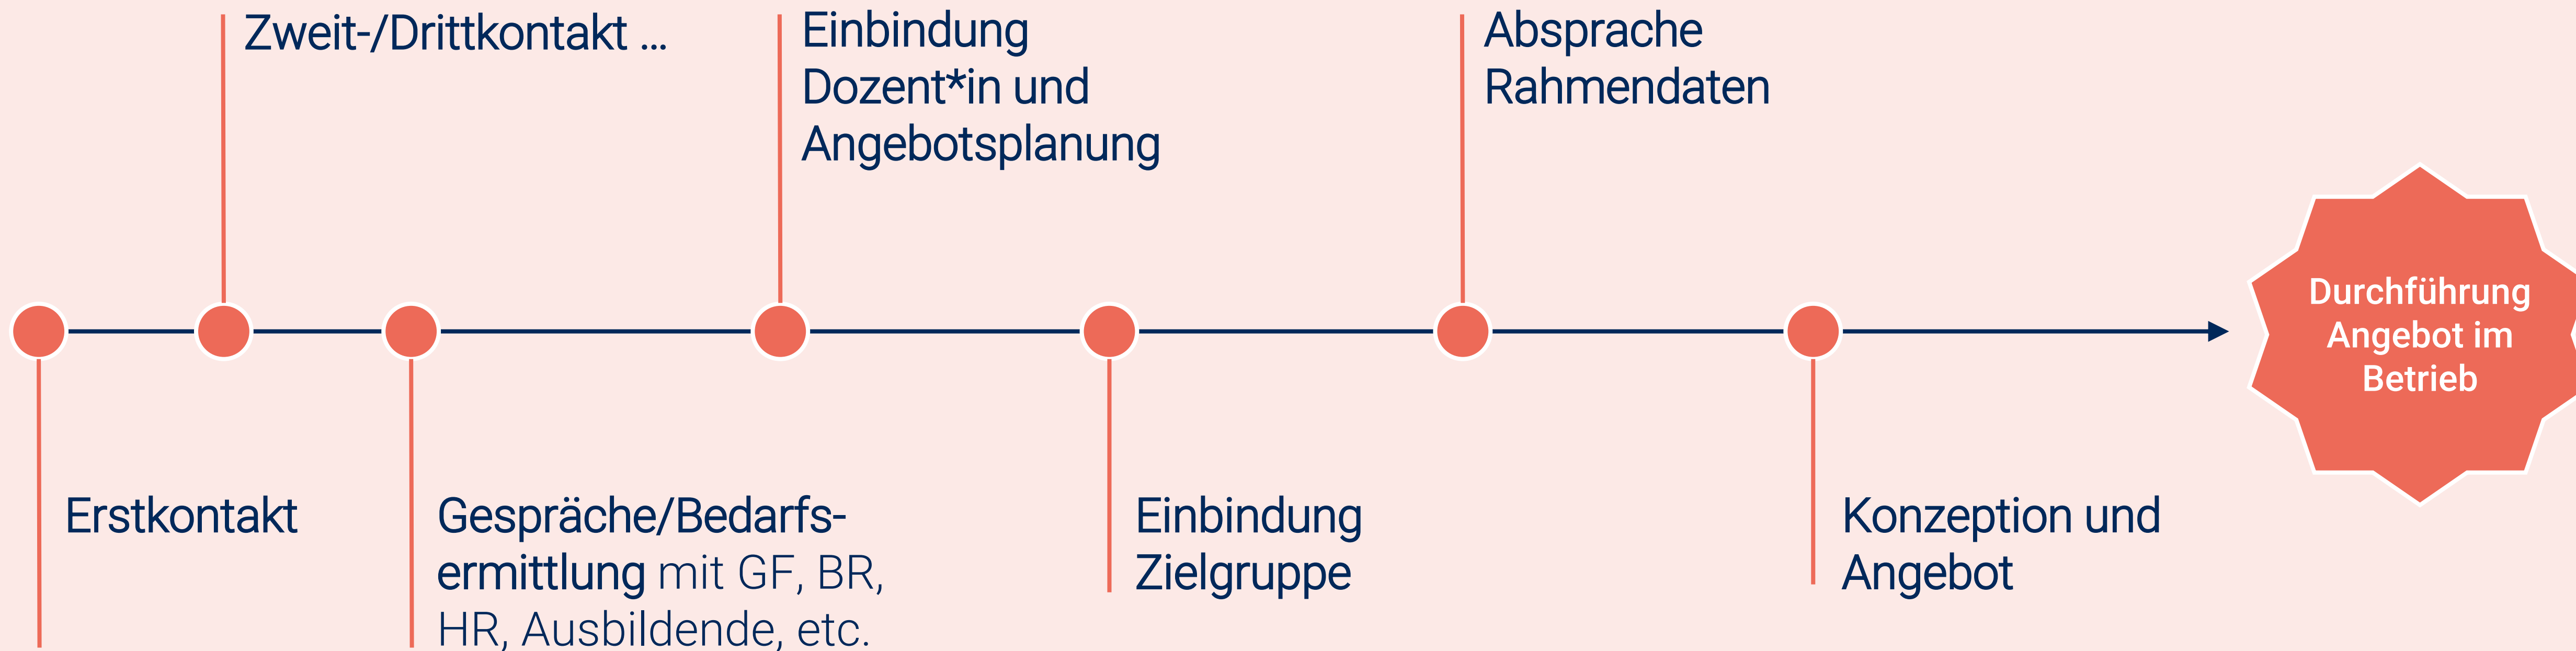 Zweit-/Drittkontakt ...
Einbindung
Dozent*in und
Angebotsplanung
Absprache
Rahmendaten
Erstkontakt
Gespräche/Bedarfs-
ermittlung mit GF, BR,
HR, Ausbildende, etc.
Einbindung
Zielgruppe
Konzeption und
Angebot
Durchführung
Angebot im
Betrieb